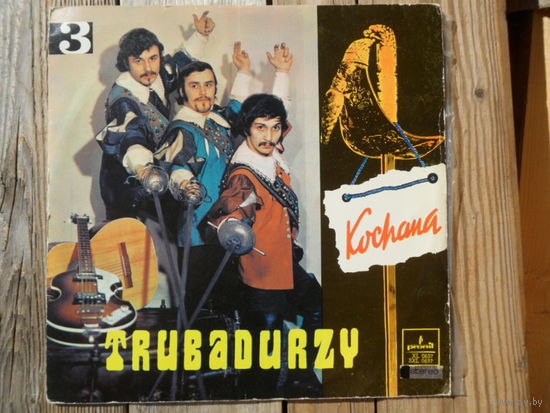 3
Kochana
TRUBADURZY
pronit
XL 0637
SXL 0637
stereo